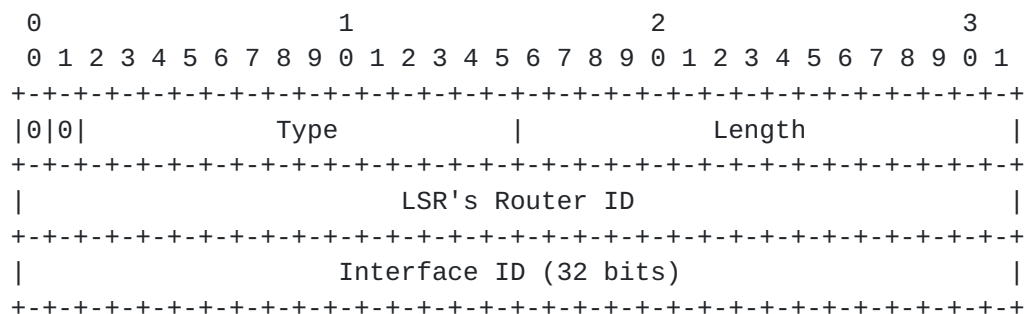 0                   1                   2                   3
 0 1 2 3 4 5 6 7 8 9 0 1 2 3 4 5 6 7 8 9 0 1 2 3 4 5 6 7 8 9 0 1
+-+-+-+-+-+-+-+-+-+-+-+-+-+-+-+-+-+-+-+-+-+-+-+-+-+-+-+-+-+-+-+-+
|0|0|            Type           |            Length             |
+-+-+-+-+-+-+-+-+-+-+-+-+-+-+-+-+-+-+-+-+-+-+-+-+-+-+-+-+-+-+-+-+
|                        LSR's Router ID                        |
+-+-+-+-+-+-+-+-+-+-+-+-+-+-+-+-+-+-+-+-+-+-+-+-+-+-+-+-+-+-+-+-+
|                    Interface ID (32 bits)                     |
+-+-+-+-+-+-+-+-+-+-+-+-+-+-+-+-+-+-+-+-+-+-+-+-+-+-+-+-+-+-+-+-+